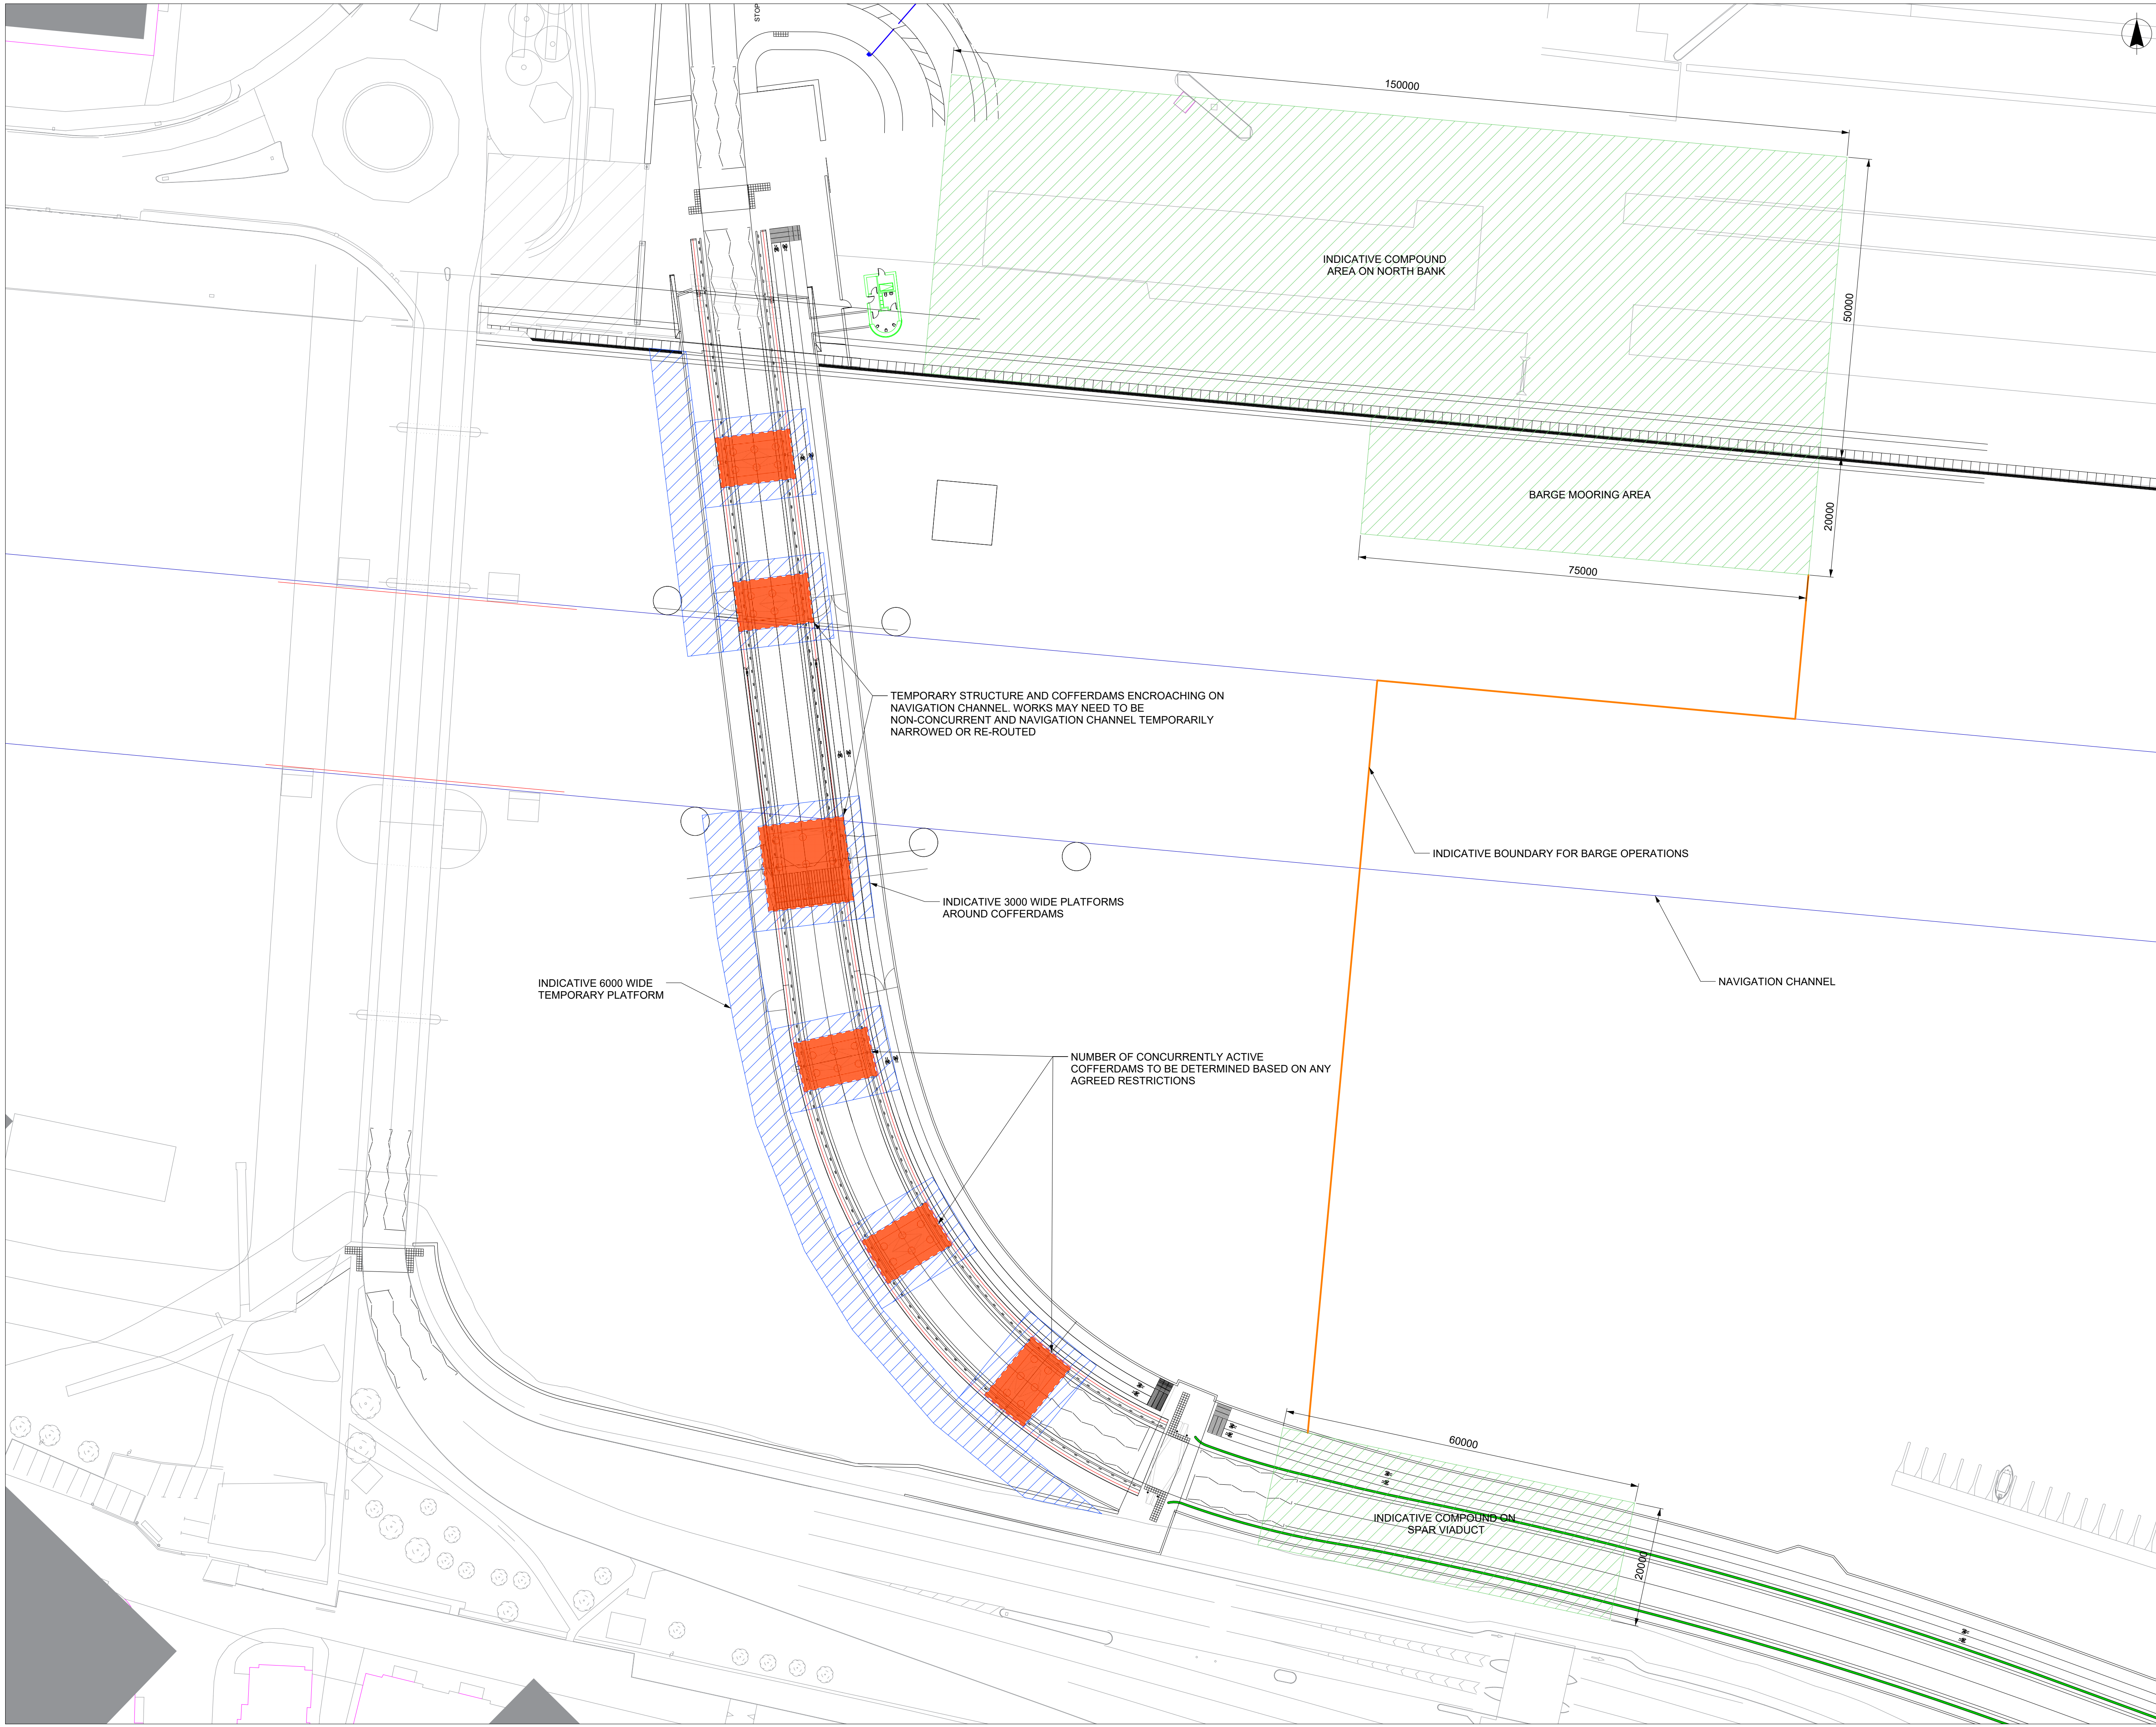 STOP
150000
INDICATIVE COMPOUND
AREA ON NORTH BANK
50000
BARGE MOORING AREA
20000
75000
TEMPORARY STRUCTURE AND COFFERDAMS ENCROACHING ON
NAVIGATION CHANNEL. WORKS MAY NEED TO BE
NON-CONCURRENT AND NAVIGATION CHANNEL TEMPORARILY
NARROWED OR RE-ROUTED
INDICATIVE BOUNDARY FOR BARGE OPERATIONS
INDICATIVE 3000 WIDE PLATFORMS
AROUND COFFERDAMS
INDICATIVE 6000 WIDE
TEMPORARY PLATFORM
NAVIGATION CHANNEL
NUMBER OF CONCURRENTLY ACTIVE
COFFERDAMS TO BE DETERMINED BASED ON ANY
AGREED RESTRICTIONS
60000
INDICATIVE COMPOUND ON
SPAR VIADUCT
20000